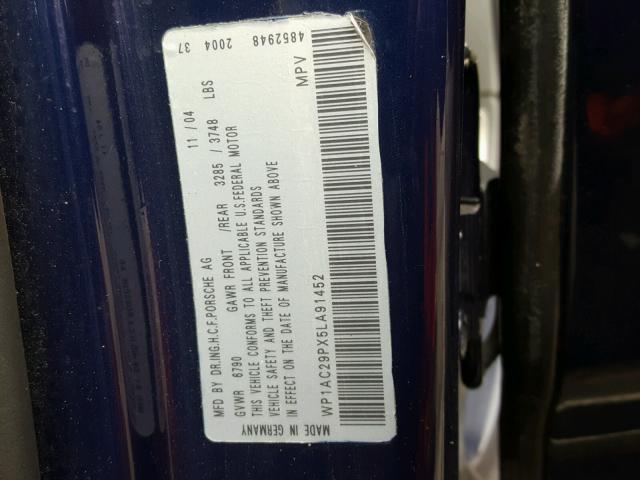 MFD BY DR.ING.H.C.F.PORSCHE AG 11 / 04
GVWR 6790 GAWR FRONT /REAR 3285 / 3748 LBS
THIS VEHICLE CONFORMS TO ALL APPLICABLE U.S.FEDERAL MOTOR
VEHICLE SAFETY AND THEFT PREVENTION STANDARDS
IN EFFECT ON THE DATE OF MANUFACTURE SHOWN ABOVE
WP1AC29PX5LA91452 MPV
MADE IN GERMANY 4852948 2004 37